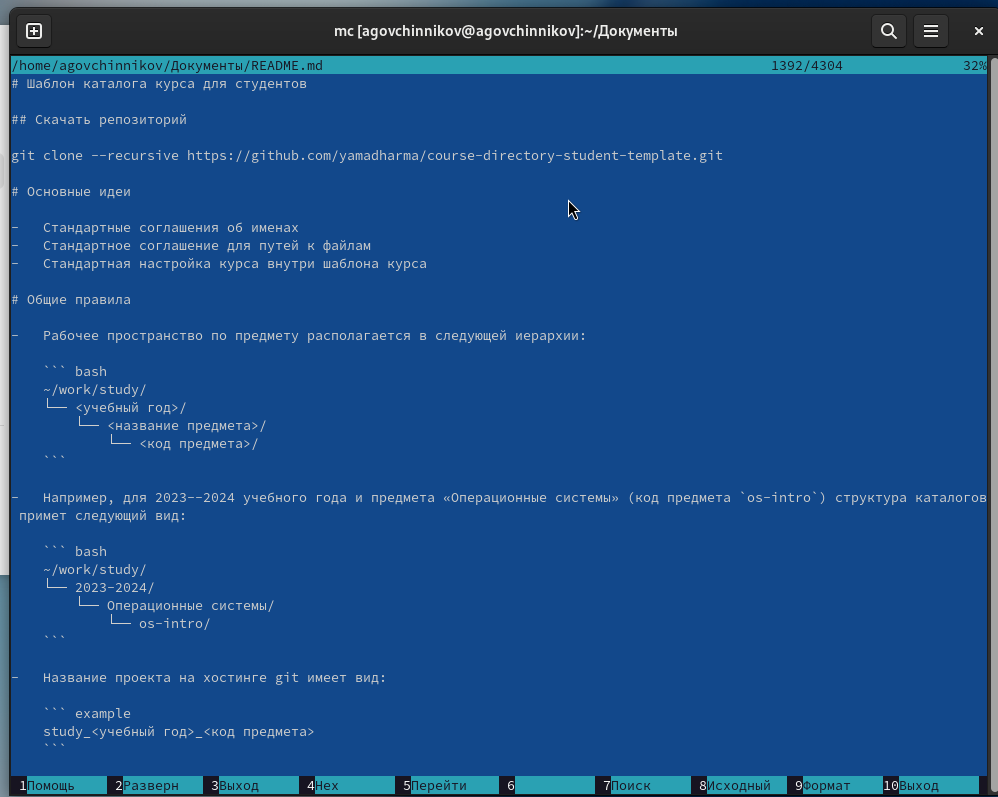 mc [agovchinnikov@agovchinnikov]:~/Документы
/home/agovchinnikov/Документы/README.md 1392/4304 32%
# Шаблон каталога курса для студентов
## Скачать репозиторий
git clone --recursive https://github.com/yamadharma/course-directory-student-template.git
# Основные идеи
-   Стандартные соглашения об именах
-   Стандартное соглашение для путей к файлам
-   Стандартная настройка курса внутри шаблона курса
# Общие правила
-   Рабочее пространство по предмету располагается в следующей иерархии:
    ``` bash
    ~/work/study/
    └── <учебный год>/
        └── <название предмета>/
            └── <код предмета>/
    ```
-   Например, для 2023--2024 учебного года и предмета «Операционные системы» (код предмета `os-intro`) структура каталогов
 примет следующий вид:
    ``` bash
    ~/work/study/
    └── 2023-2024/
        └── Операционные системы/
            └── os-intro/
    ```
-   Название проекта на хостинге git имеет вид:
    ``` example
    study_<учебный год>_<код предмета>
    ```
1Помощь 2Разверн 3Выход 4Hex 5Перейти 6 7Поиск 8Исходный 9Формат 10Выход